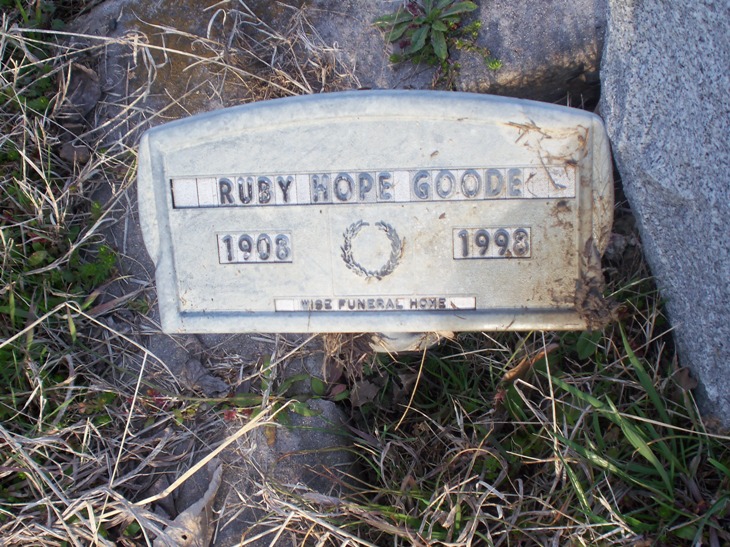 RUBY HOPE GOODE
1908 1998
WISE FUNERAL HOME